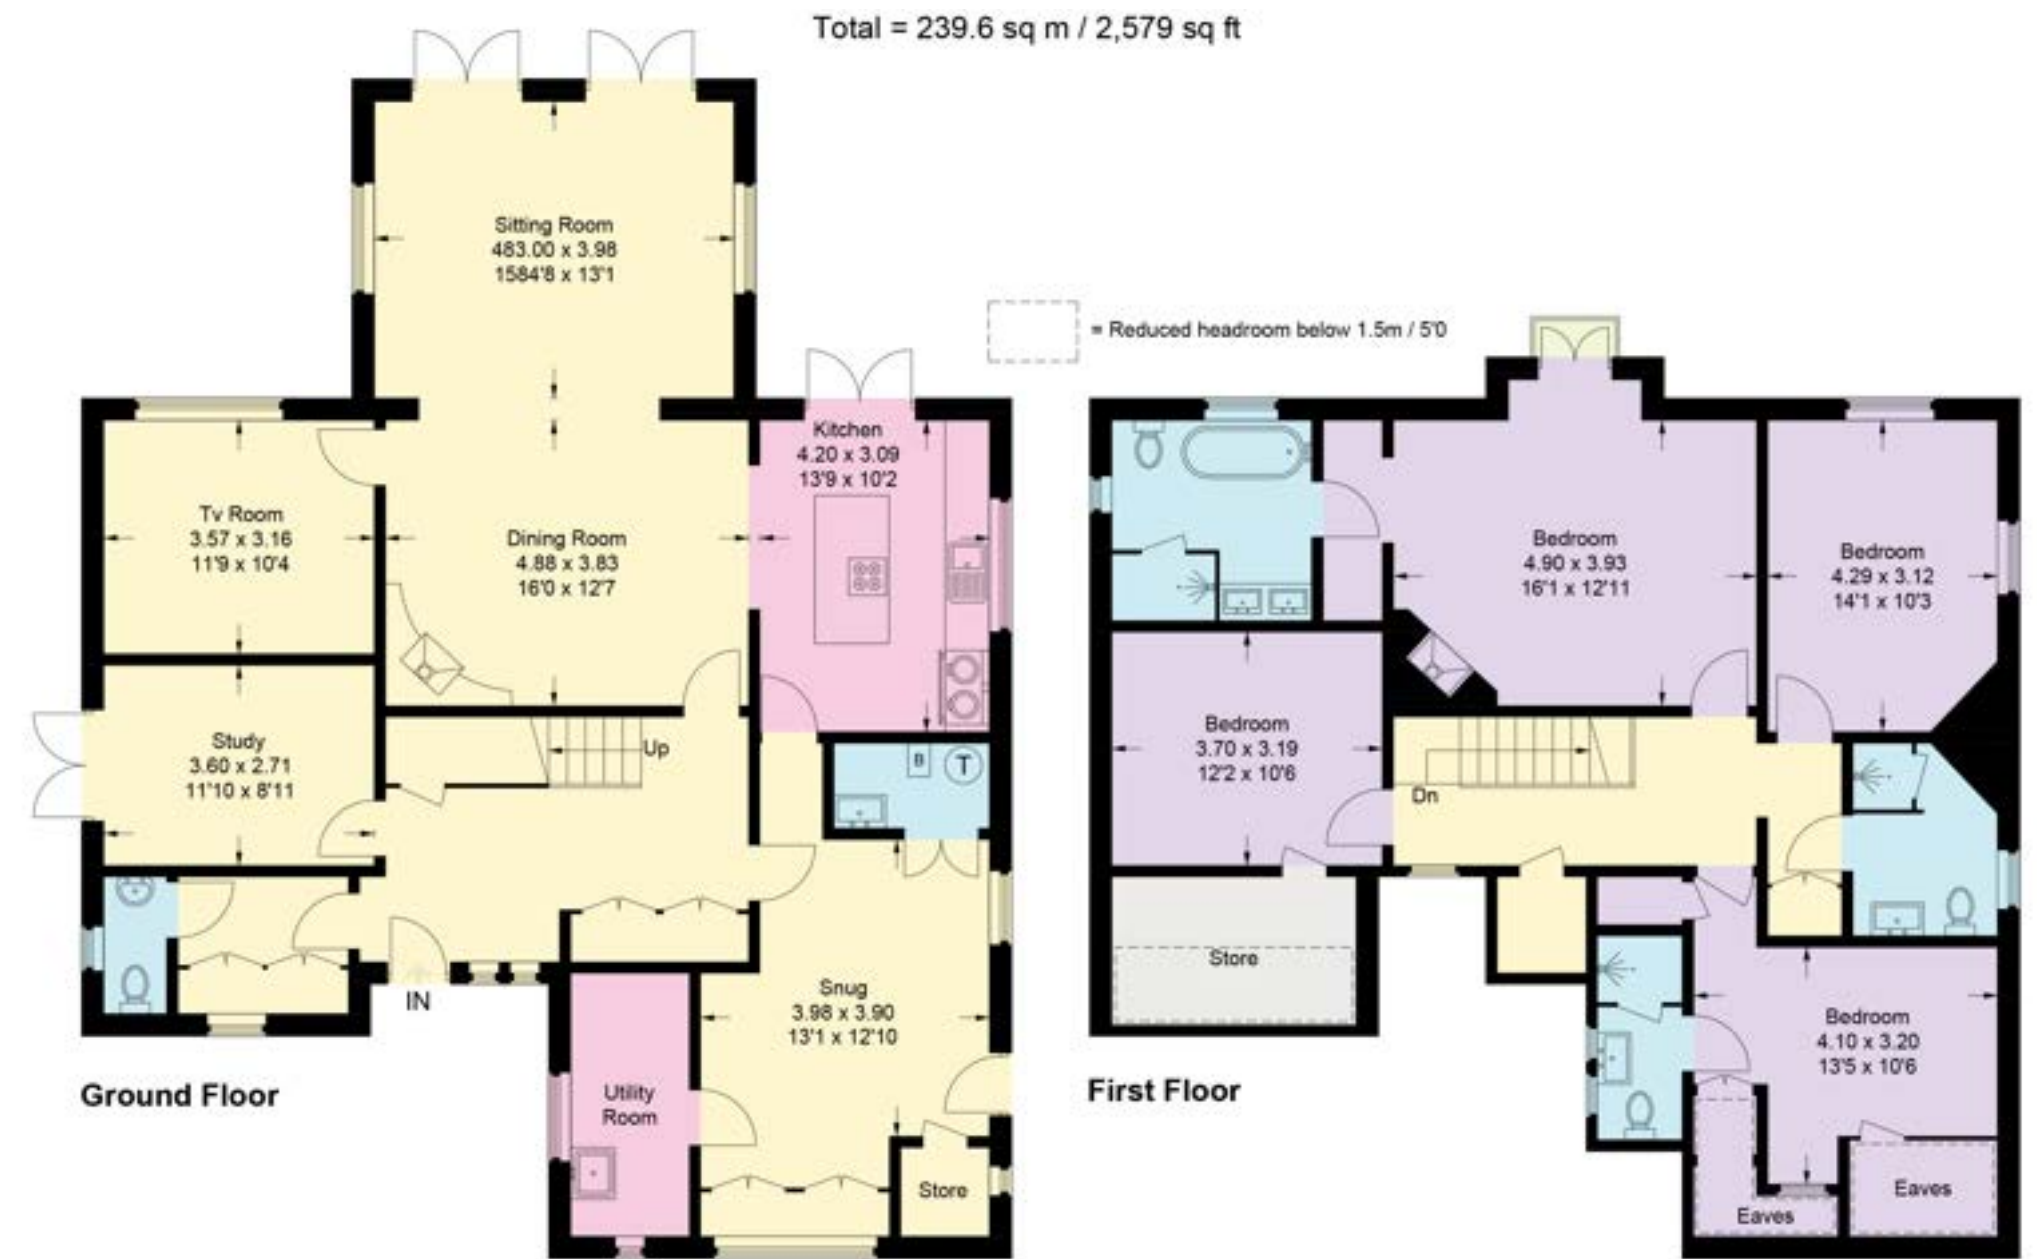 Total = 239.6 sq m / 2,579 sq ft
Sitting Room
483.00 x 3.98
1584'8 x 13'1
= Reduced headroom below 1.5m / 5'0
Kitchen
4.20 x 3.09
13'9 x 10'2
Tv Room
3.57 x 3.16
11'9 x 10'4
Dining Room
4.88 x 3.83
16'0 x 12'7
Study
3.60 x 2.71
11'10 x 8'11
Up
B
T
IN
Snug
3.98 x 3.90
13'1 x 12'10
Utility
Room
Store
Ground Floor
Bedroom
4.90 x 3.93
16'1 x 12'11
Bedroom
4.29 x 3.12
14'1 x 10'3
Bedroom
3.70 x 3.19
12'2 x 10'6
Dn
Store
Bedroom
4.10 x 3.20
13'5 x 10'6
Eaves
Eaves
First Floor